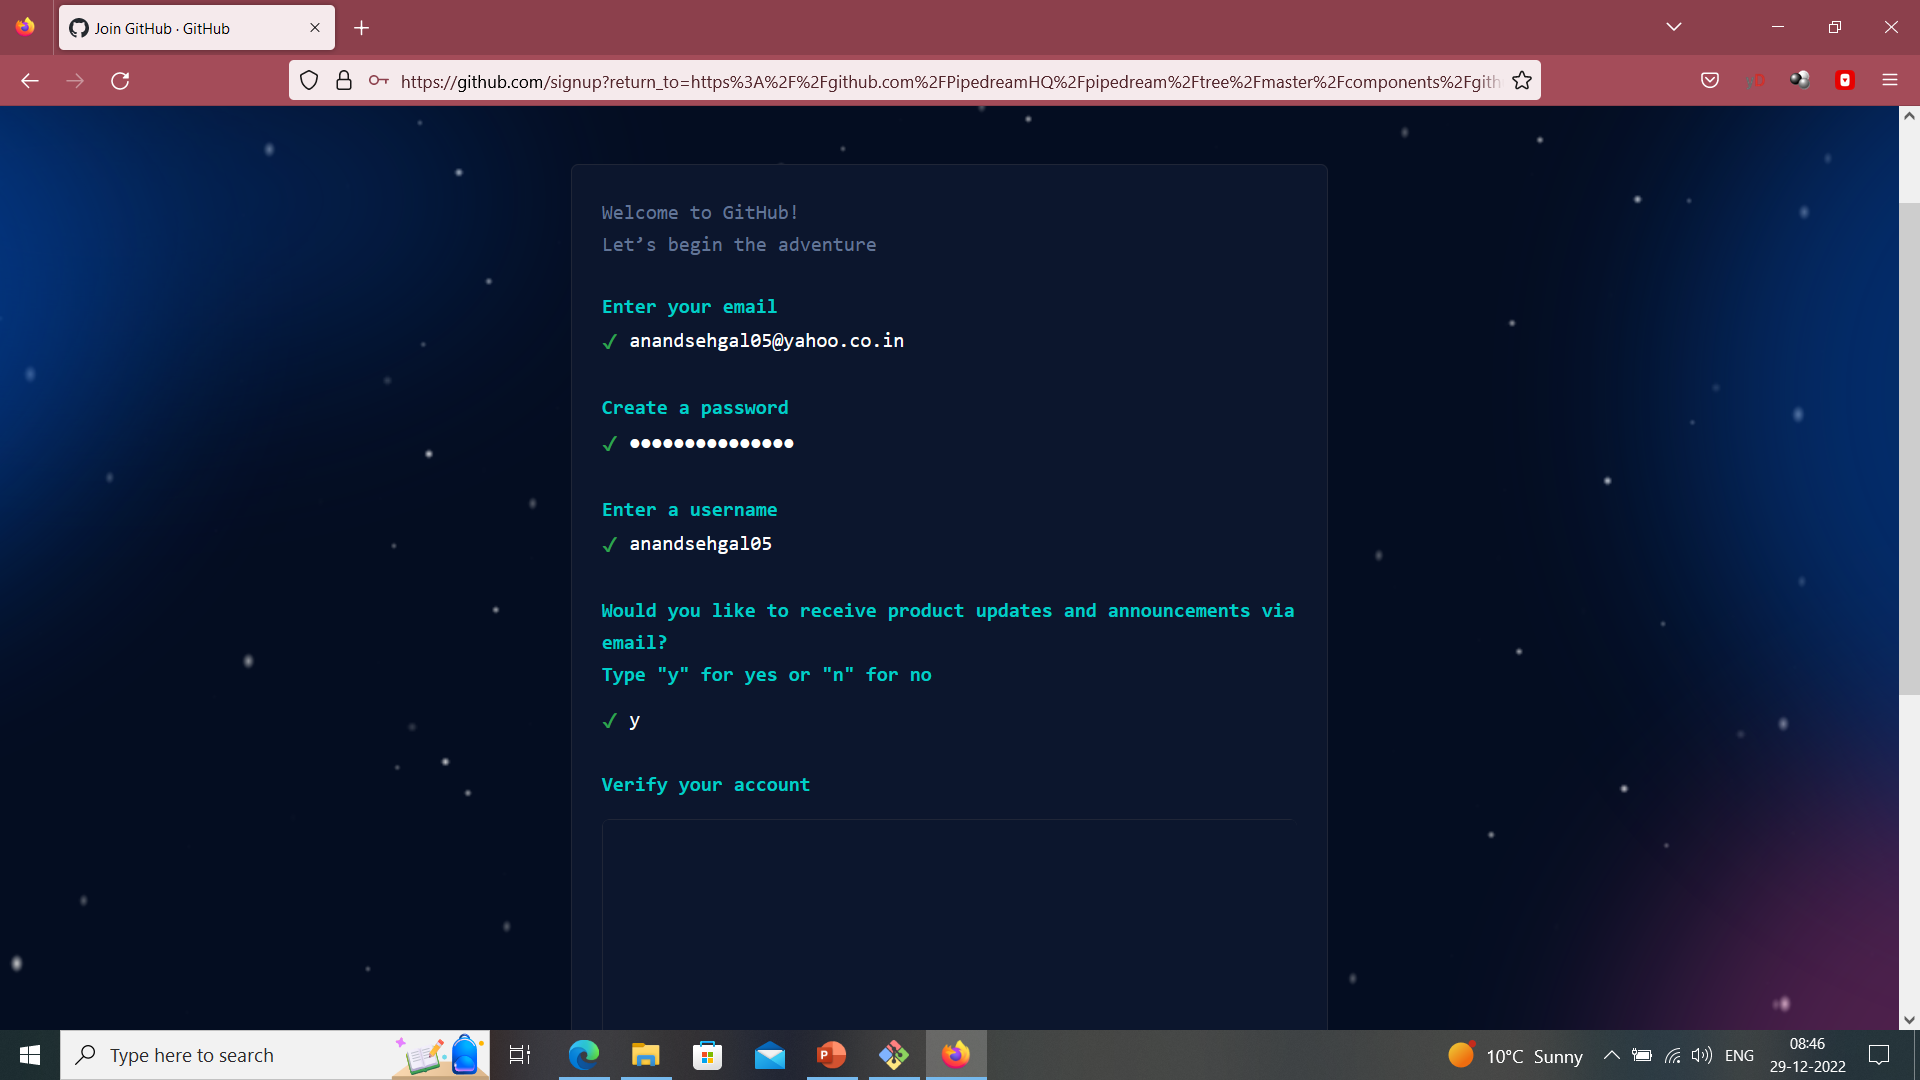 Join GitHub · GitHub
https://github.com/signup?return_to=https%3A%2F%2Fgithub.com%2FPipedreamHQ%2Fpipedream%2Ftree%2Fmaster%2Fcomponents%2Fgith
Welcome to GitHub!
Let’s begin the adventure
Enter your email
✓ anandsehgal05@yahoo.co.in
Create a password
✓ •••••••••••••••
Enter a username
✓ anandsehgal05
Would you like to receive product updates and announcements via
email?
Type "y" for yes or "n" for no
✓ y
Verify your account
Type here to search
10°C Sunny
ENG
08:46
29-12-2022